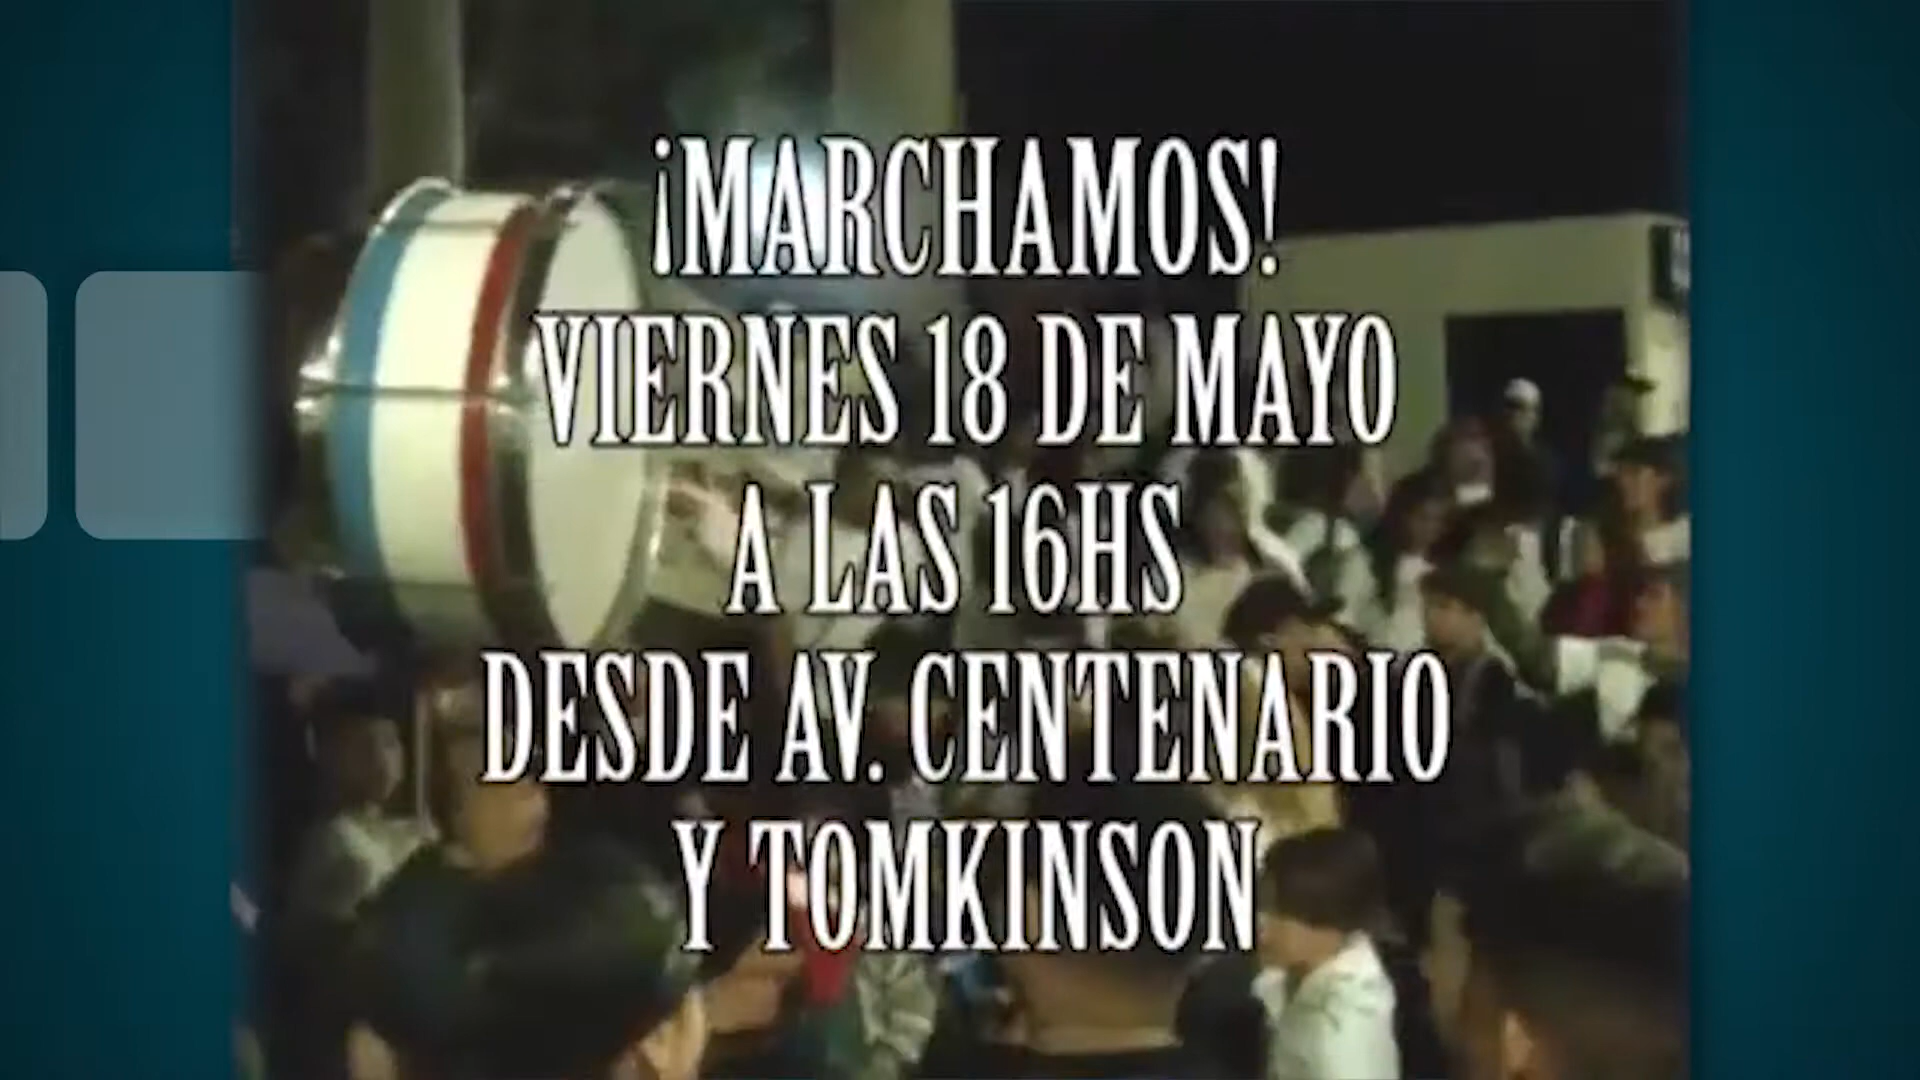 ¡MARCHAMOS!
VIERNES 18 DE MAYO
A LAS 16HS
DESDE AV. CENTENARIO
Y TOMKINSON